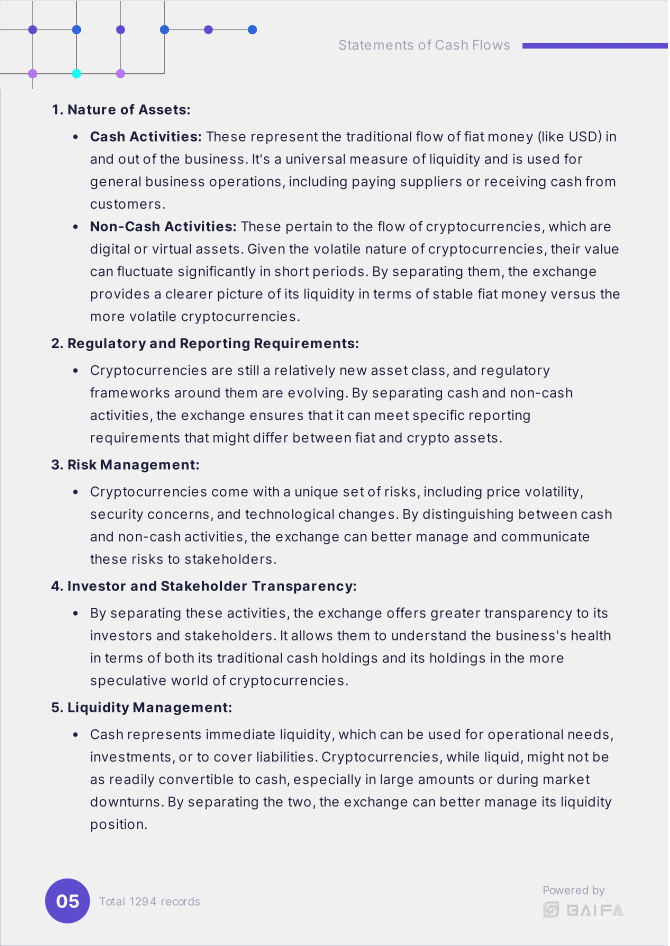 Statements of Cash Flows
1. Nature of Assets:
• Cash Activities: These represent the traditional flow of fiat money (like USD) in
and out of the business. It's a universal measure of liquidity and is used for
general business operations, including paying suppliers or receiving cash from
customers.
• Non-Cash Activities: These pertain to the flow of cryptocurrencies, which are
digital or virtual assets. Given the volatile nature of cryptocurrencies, their value
can fluctuate significantly in short periods. By separating them, the exchange
provides a clearer picture of its liquidity in terms of stable fiat money versus the
more volatile cryptocurrencies.
2. Regulatory and Reporting Requirements:
• Cryptocurrencies are still a relatively new asset class, and regulatory
frameworks around them are evolving. By separating cash and non-cash
activities, the exchange ensures that it can meet specific reporting
requirements that might differ between fiat and crypto assets.
3. Risk Management:
• Cryptocurrencies come with a unique set of risks, including price volatility,
security concerns, and technological changes. By distinguishing between cash
and non-cash activities, the exchange can better manage and communicate
these risks to stakeholders.
4. Investor and Stakeholder Transparency:
• By separating these activities, the exchange offers greater transparency to its
investors and stakeholders. It allows them to understand the business's health
in terms of both its traditional cash holdings and its holdings in the more
speculative world of cryptocurrencies.
5. Liquidity Management:
• Cash represents immediate liquidity, which can be used for operational needs,
investments, or to cover liabilities. Cryptocurrencies, while liquid, might not be
as readily convertible to cash, especially in large amounts or during market
downturns. By separating the two, the exchange can better manage its liquidity
position.
05 Total 1294 records
Powered by
BAIFA